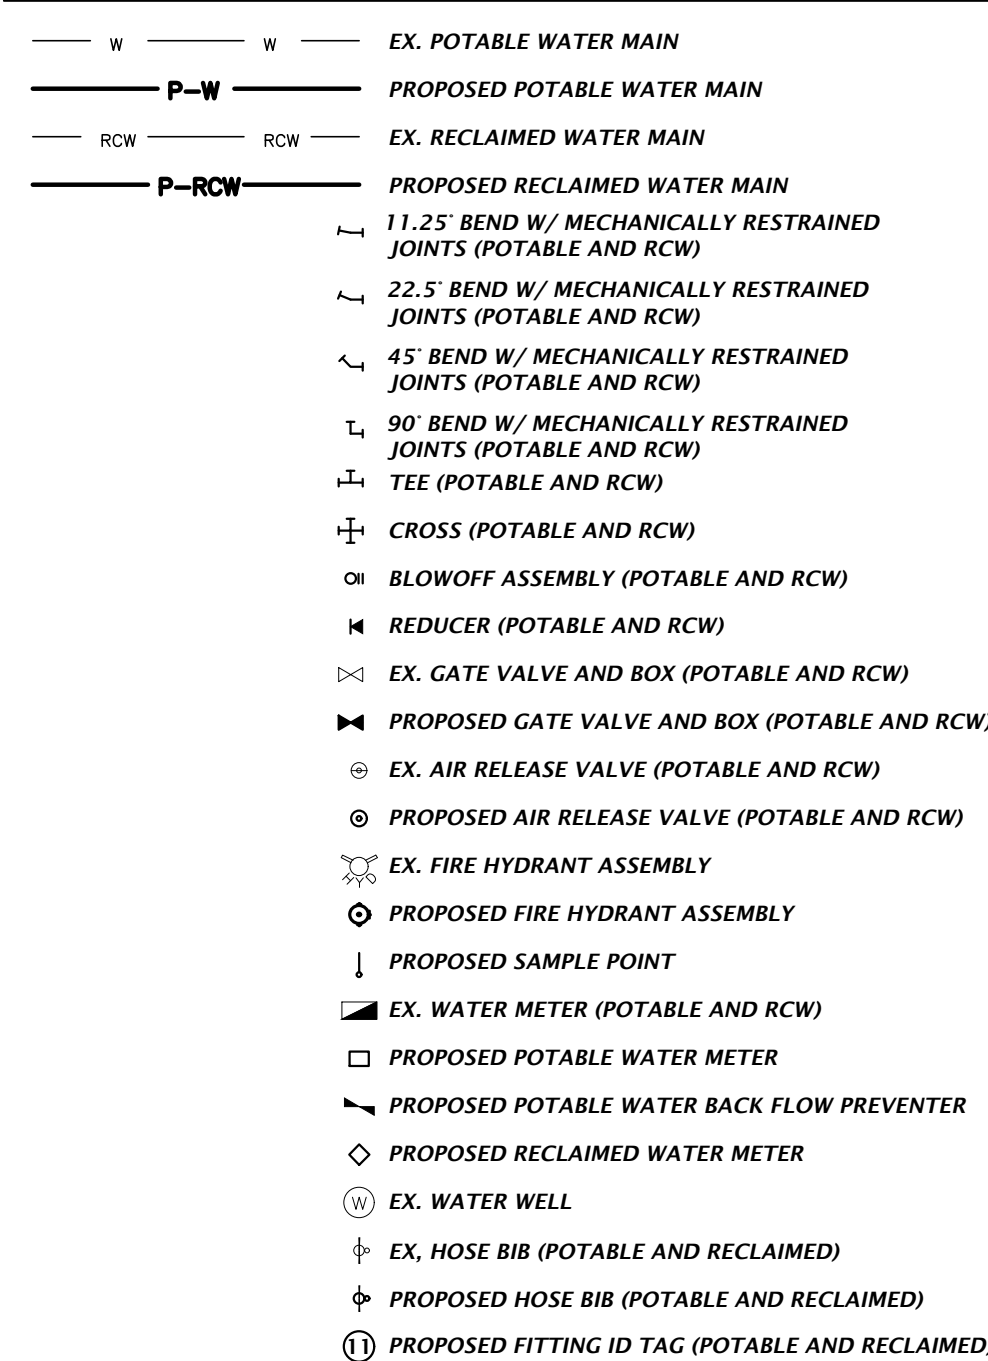 W W EX. POTABLE WATER MAIN
P-W PROPOSED POTABLE WATER MAIN
RCW RCW EX. RECLAIMED WATER MAIN
P-RCW PROPOSED RECLAIMED WATER MAIN
11.25° BEND W/ MECHANICALLY RESTRAINED
JOINTS (POTABLE AND RCW)
22.5° BEND W/ MECHANICALLY RESTRAINED
JOINTS (POTABLE AND RCW)
45° BEND W/ MECHANICALLY RESTRAINED
JOINTS (POTABLE AND RCW)
90° BEND W/ MECHANICALLY RESTRAINED
JOINTS (POTABLE AND RCW)
TEE (POTABLE AND RCW)
CROSS (POTABLE AND RCW)
BLOWOFF ASSEMBLY (POTABLE AND RCW)
REDUCER (POTABLE AND RCW)
EX. GATE VALVE AND BOX (POTABLE AND RCW)
PROPOSED GATE VALVE AND BOX (POTABLE AND RCW)
EX. AIR RELEASE VALVE (POTABLE AND RCW)
PROPOSED AIR RELEASE VALVE (POTABLE AND RCW)
HYD EX. FIRE HYDRANT ASSEMBLY
PROPOSED FIRE HYDRANT ASSEMBLY
PROPOSED SAMPLE POINT
EX. WATER METER (POTABLE AND RCW)
PROPOSED POTABLE WATER METER
PROPOSED POTABLE WATER BACK FLOW PREVENTER
PROPOSED RECLAIMED WATER METER
W EX. WATER WELL
EX, HOSE BIB (POTABLE AND RECLAIMED)
PROPOSED HOSE BIB (POTABLE AND RECLAIMED)
11 PROPOSED FITTING ID TAG (POTABLE AND RECLAIMED)